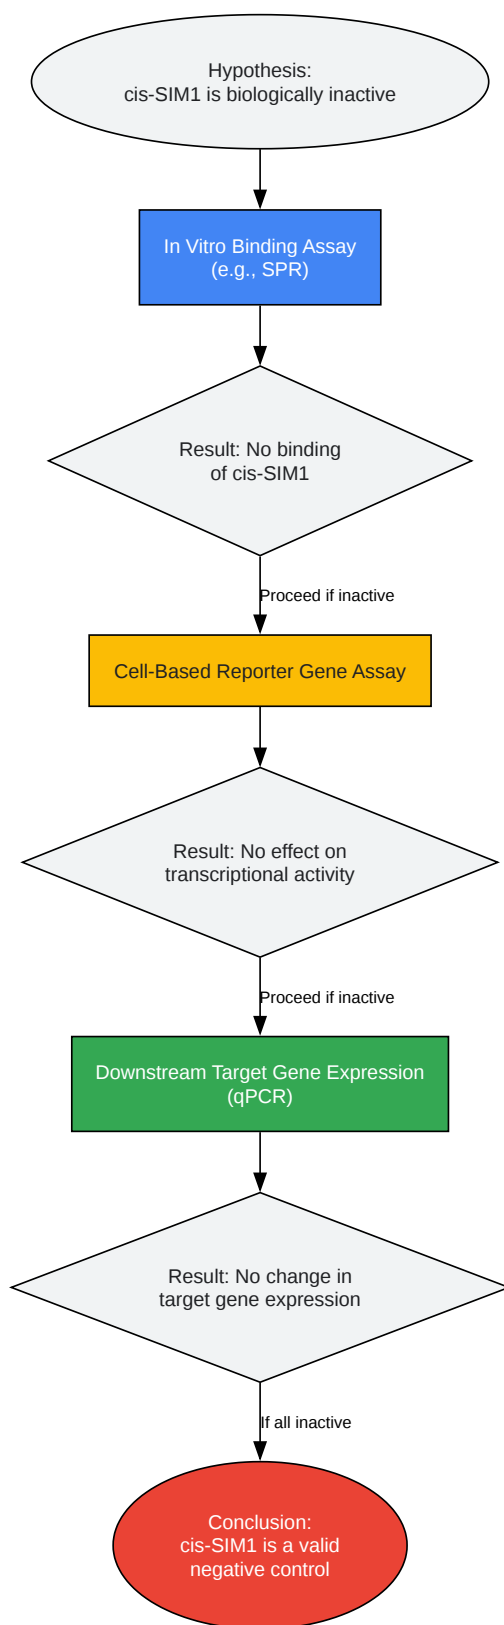 Hypothesis:
cis-SIM1 is biologically inactive
In Vitro Binding Assay
(e.g., SPR)
Result: No binding
of cis-SIM1
Proceed if inactive
Cell-Based Reporter Gene Assay
Result: No effect on
transcriptional activity
Proceed if inactive
Downstream Target Gene Expression
(qPCR)
Result: No change in
target gene expression
If all inactive
Conclusion:
cis-SIM1 is a valid
negative control